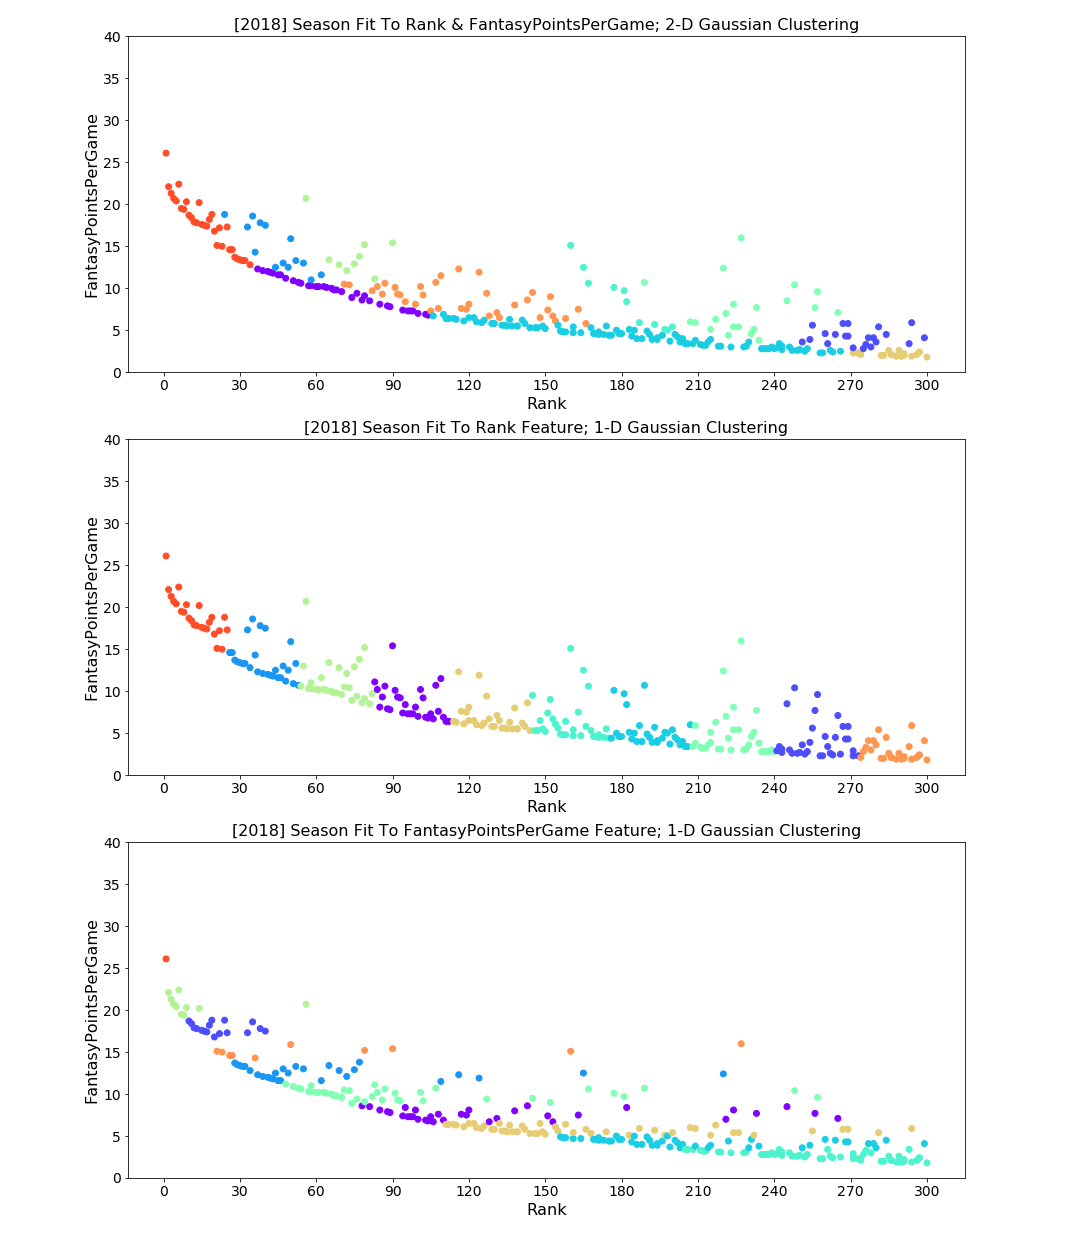 [2018] Season Fit To Rank & FantasyPointsPerGame; 2-D Gaussian Clustering
40
35
30
25
20
15
10
5
0
FantasyPointsPerGame
0 30 60 90 120 150 180 210 240 270 300
Rank
[2018] Season Fit To Rank Feature; 1-D Gaussian Clustering
40
35
30
25
20
15
10
5
0
FantasyPointsPerGame
0 30 60 90 120 150 180 210 240 270 300
Rank
[2018] Season Fit To FantasyPointsPerGame Feature; 1-D Gaussian Clustering
40
35
30
25
20
15
10
5
0
FantasyPointsPerGame
0 30 60 90 120 150 180 210 240 270 300
Rank